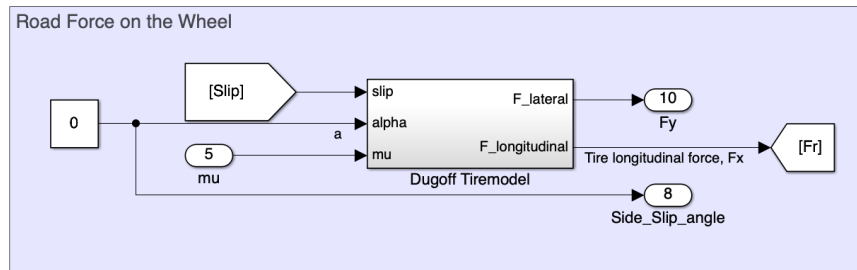 Road Force on the Wheel
[Slip]
0
slip
alpha
mu
a
5
mu
F_lateral
F_longitudinal
Dugoff Tiremodel
10
Fy
Tire longitudinal force, Fx
[Fr]
8
Side_Slip_angle